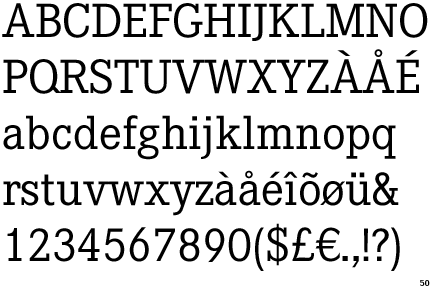 ABCDEFGHIJKLMNO
PQRSTUVWXYZÀÅÉ
abcdefghijklmnopq
rstuvwxyzàåéîõøü&
1234567890($£€.,!?)
50